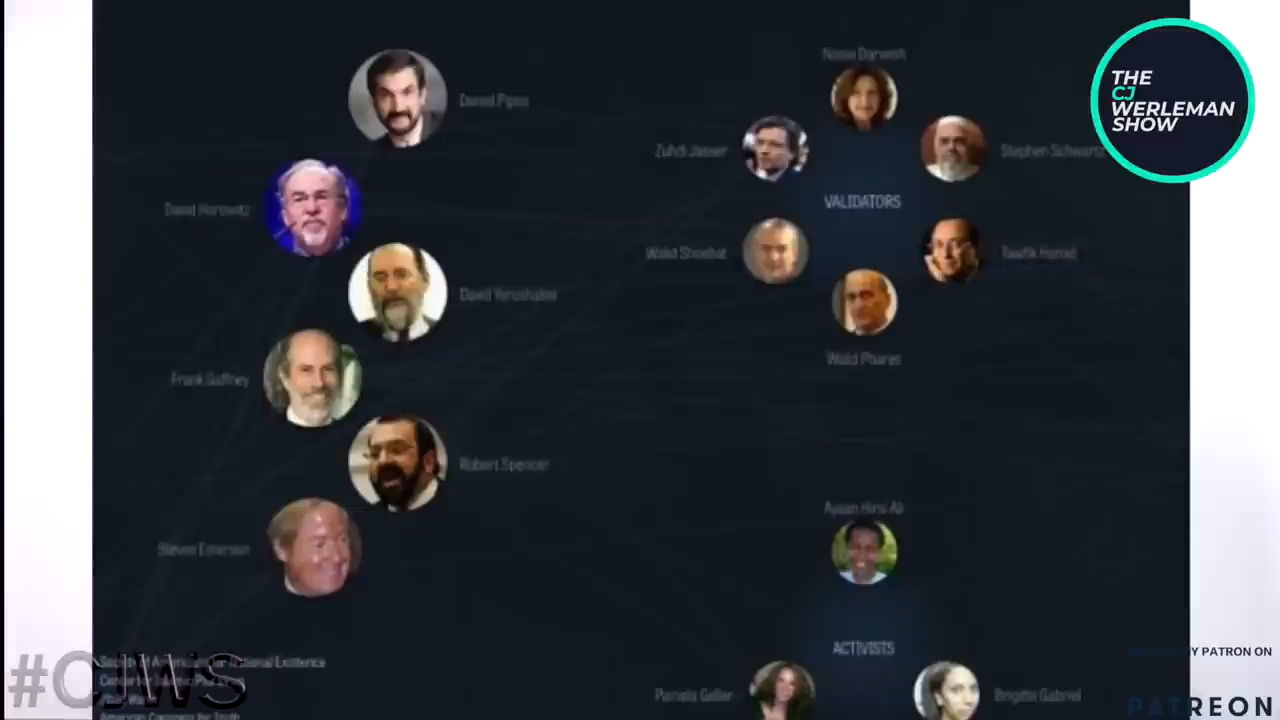 Nonie Darwish
THE
CJ
WERLEMAN
SHOW
Daniel Pipes
Zuhdi Jasser
Stephen Schwartz
VALIDATORS
David Horowitz
Walid Shoebat
Tawfik Hamid
David Yerushalmi
Walid Phares
Frank Gaffney
Robert Spencer
Ayaan Hirsi Ali
Steven Emerson
ACTIVISTS
National Existence
Y PATRON ON
#CJWS
Pamela Geller
Brigitte Gabriel
PATREON